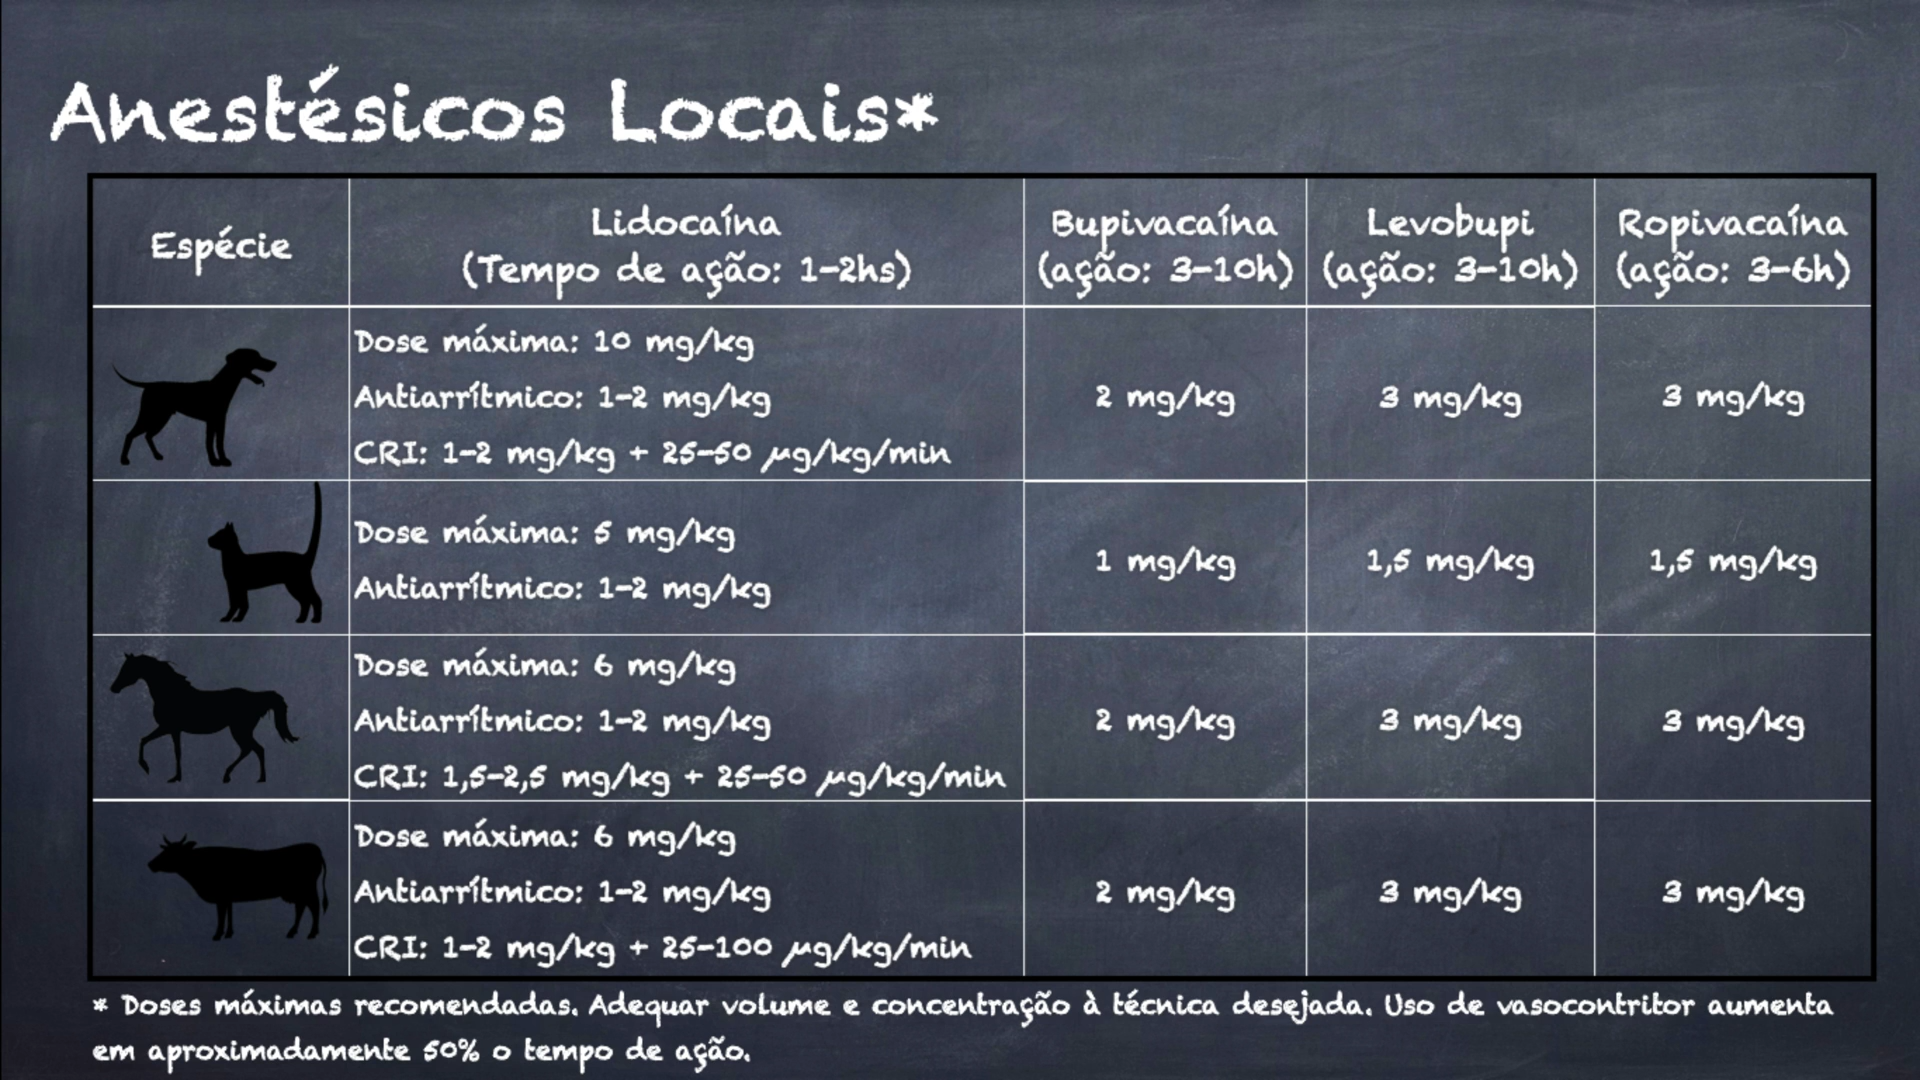 Anestésicos Locais*
Espécie
Lidocaína
(Tempo de ação: 1-2hs)
Bupivacaína
(ação: 3-10h)
Levobupi
(ação: 3-10h)
Ropivacaína
(ação: 3-6h)
Dose máxima: 10 mg/kg
Antiarrítmico: 1-2 mg/kg
CRI: 1-2 mg/kg + 25-50 µg/kg/min
2 mg/kg
3 mg/kg
3 mg/kg
Dose máxima: 5 mg/kg
Antiarrítmico: 1-2 mg/kg
1 mg/kg
1,5 mg/kg
1,5 mg/kg
Dose máxima: 6 mg/kg
Antiarrítmico: 1-2 mg/kg
CRI: 1,5-2,5 mg/kg + 25-50 µg/kg/min
2 mg/kg
3 mg/kg
3 mg/kg
Dose máxima: 6 mg/kg
Antiarrítmico: 1-2 mg/kg
CRI: 1-2 mg/kg + 25-100 µg/kg/min
2 mg/kg
3 mg/kg
3 mg/kg
* Doses máximas recomendadas. Adequar volume e concentração à técnica desejada. Uso de vasocontritor aumenta
em aproximadamente 50% o tempo de ação.